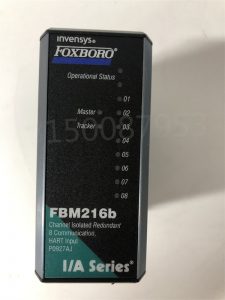 invensys
FOXBORO
Operational Status
01
Master 02
Tracker 03
04
05
06
07
08
FBM216b
Channel Isolated Redundant
8 Communication,
HART Input
P0927AJ
I/A Series®